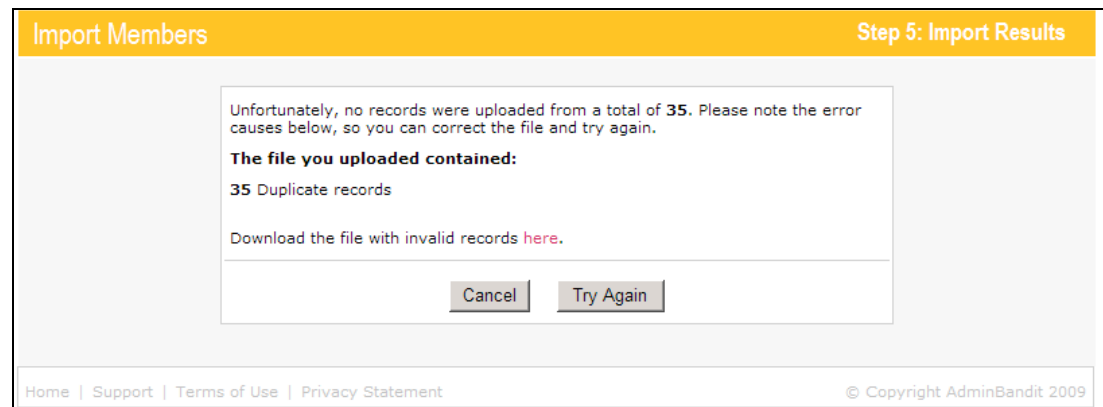 Import Members
Step 5: Import Results
Unfortunately, no records were uploaded from a total of 35. Please note the error
causes below, so you can correct the file and try again.
The file you uploaded contained:
35 Duplicate records
Download the file with invalid records here.
Cancel
Try Again
Home | Support | Terms of Use | Privacy Statement
© Copyright AdminBandit 2009